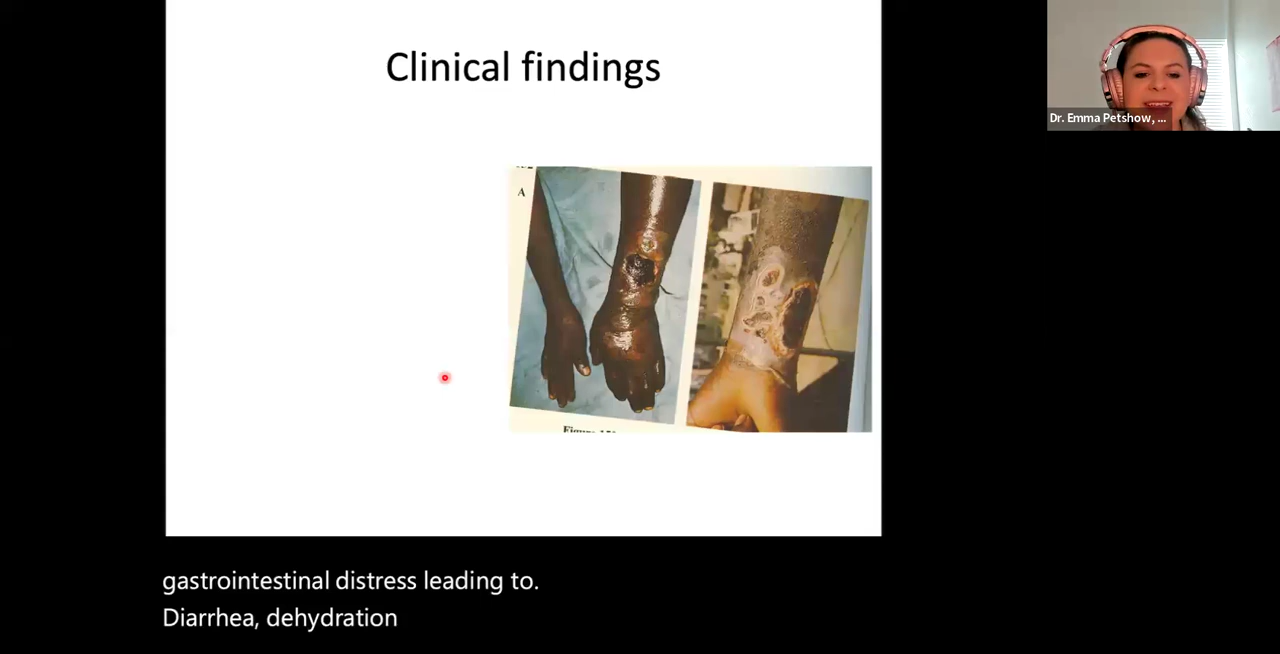 Clinical findings
Dr. Emma Petshow, ...
A
gastrointestinal distress leading to.
Diarrhea, dehydration